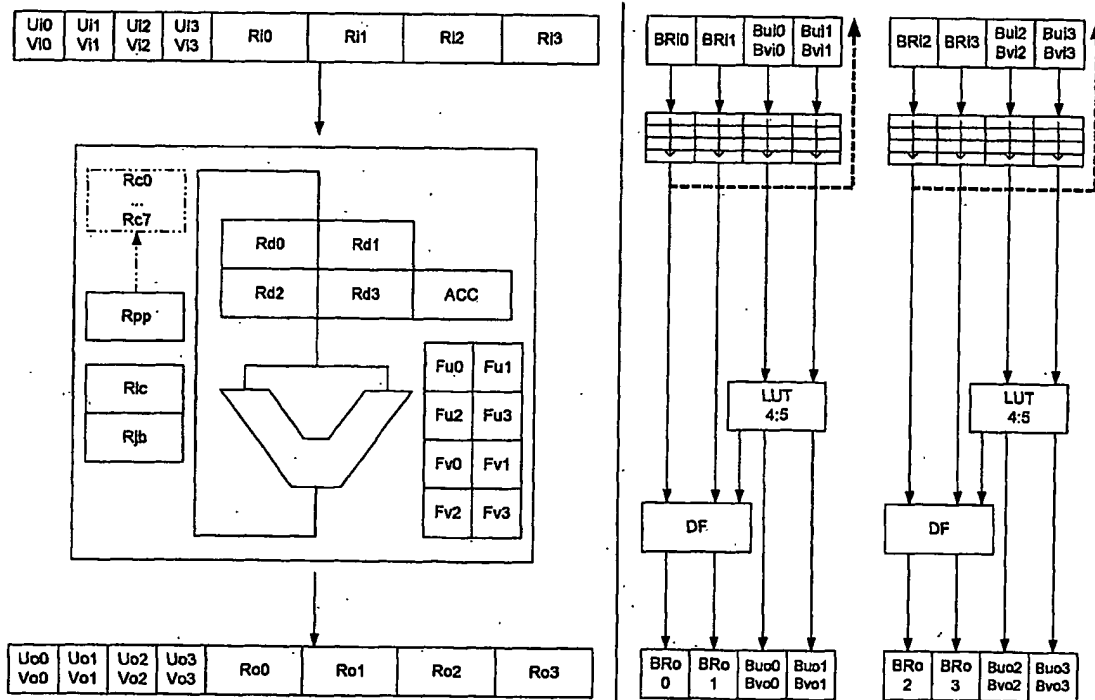 Ui0 Ui1 Ui2 Ui3
Vi0 Vi1 Vi2 Vi3
Ri0 Ri1 Ri2 Ri3
Rc0
...
Rc7
Rpp
Ric
Rjb
Rd0 Rd1
Rd2 Rd3 ACC
Fu0 Fu1
Fu2 Fu3
Fv0 Fv1
Fv2 Fv3
Uo0 Uo1 Uo2 Uo3
Vo0 Vo1 Vo2 Vo3
Ro0 Ro1 Ro2 Ro3
BRi0 BRi1
Bui0 Bui1
Bvi0 Bvi1
LUT
4:5
DF
BRo BRo
0 1
Buo0 Buo1
Bvo0 Bvo1
BRi2 BRi3
Bui2 Bui3
Bvi2 Bvi3
LUT
4:5
DF
BRo BRo
2 3
Buo2 Buo3
Bvo2 Bvo3